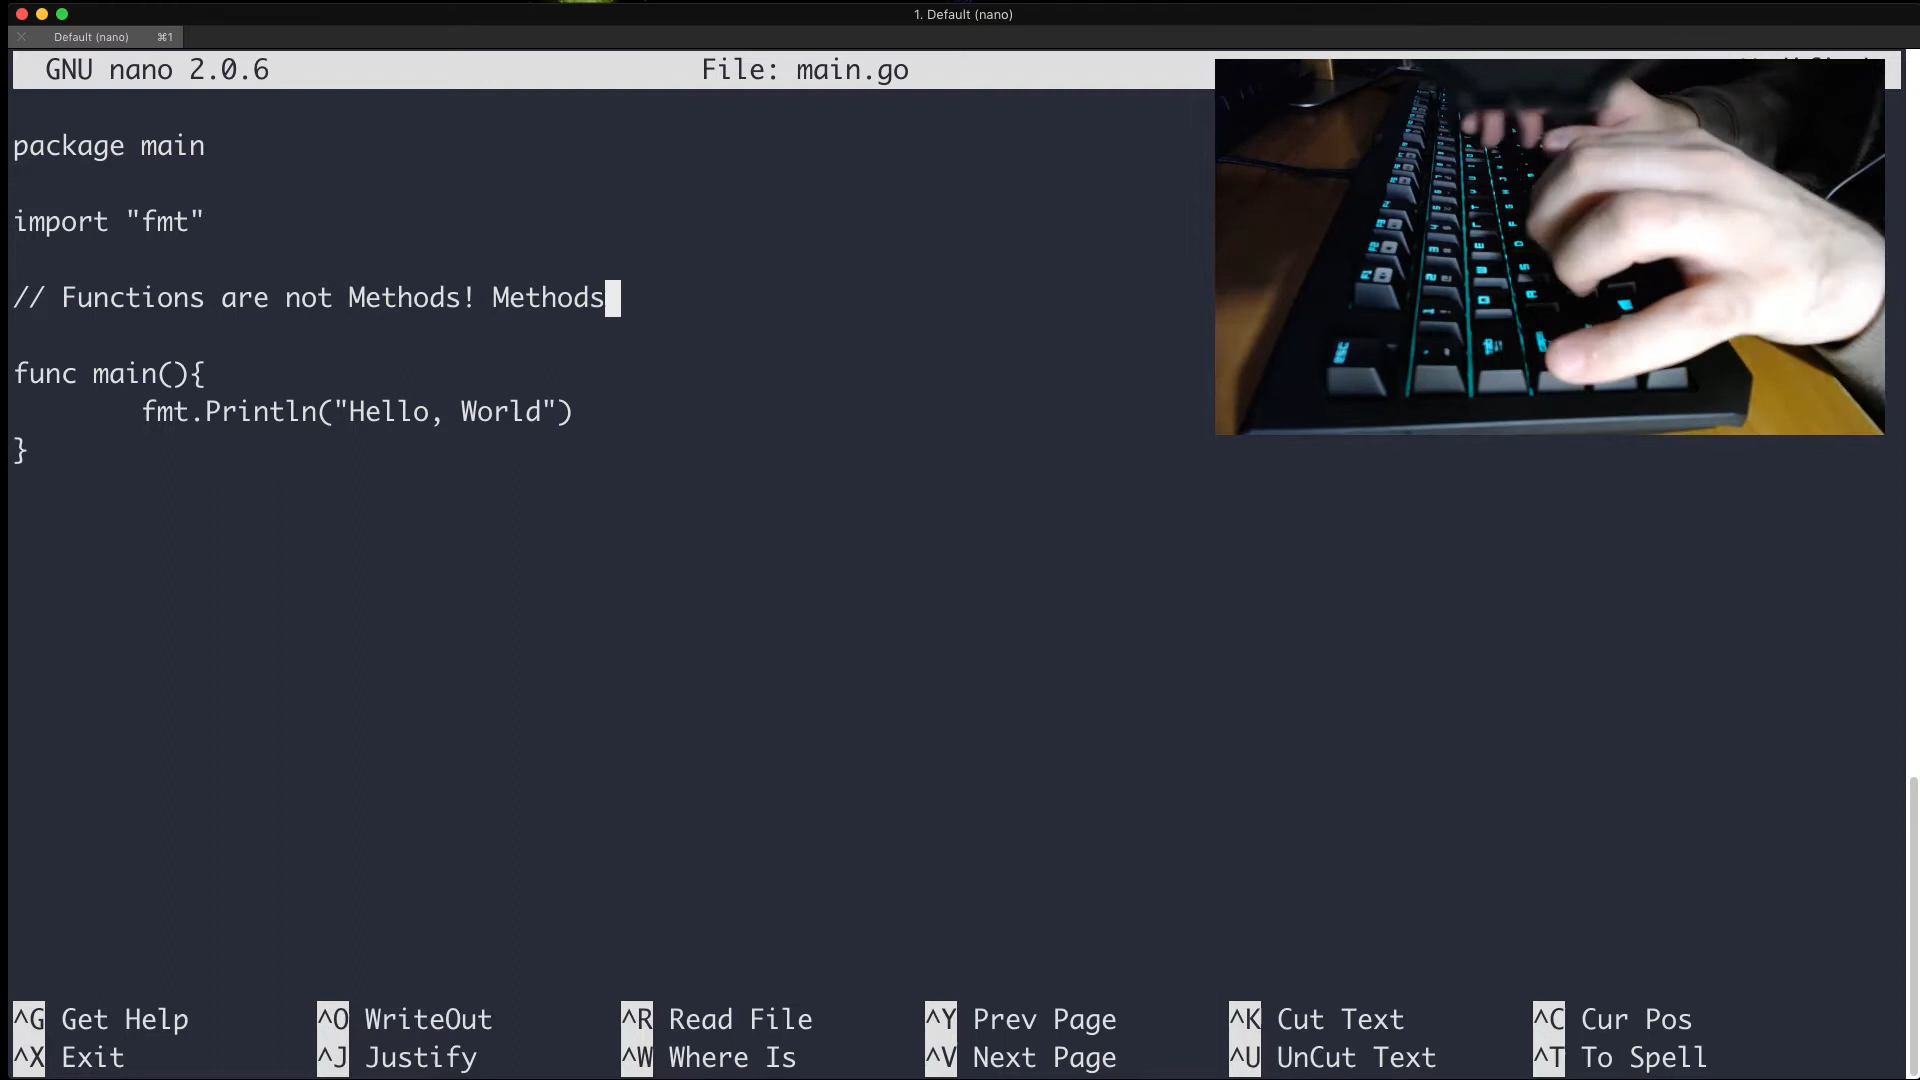 1. Default (nano)
Default (nano) ⌘1
GNU nano 2.0.6 File: main.go
package main
import "fmt"
// Functions are not Methods! Methods
func main(){
fmt.Println("Hello, World")
}
^G Get Help ^O WriteOut ^R Read File ^Y Prev Page ^K Cut Text ^C Cur Pos
^X Exit ^J Justify ^W Where Is ^V Next Page ^U UnCut Text ^T To Spell